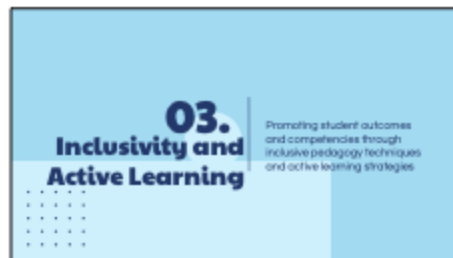 03.
Inclusivity and
Active Learning
Promoting student outcomes
and competencies through
inclusive pedagogy techniques
and active learning strategies